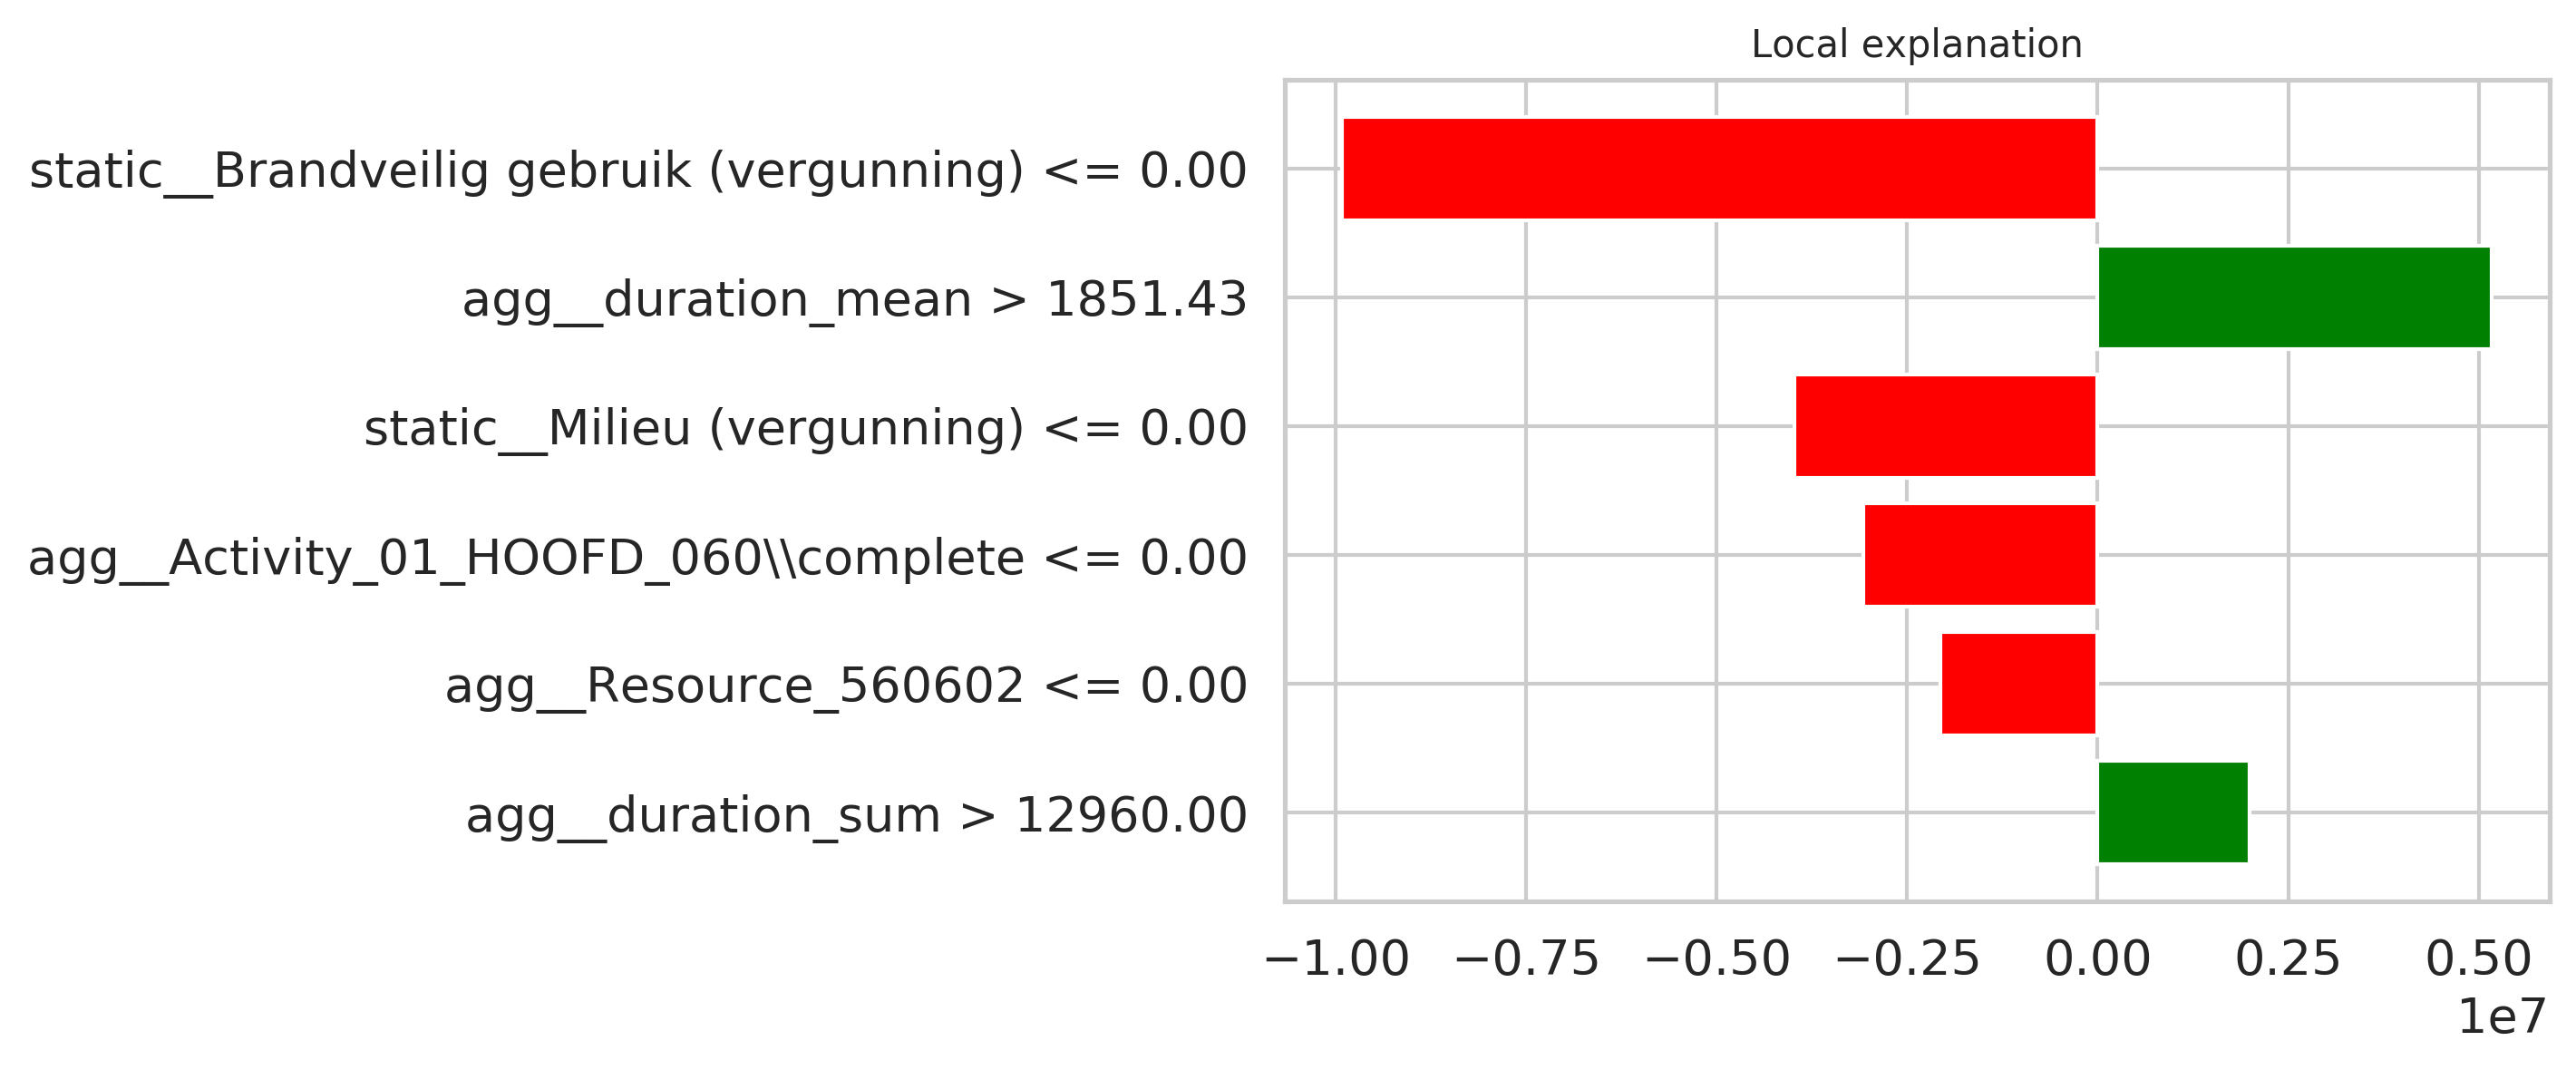 Local explanation
static__Brandveilig gebruik (vergunning) <= 0.00
agg__duration_mean > 1851.43
static__Milieu (vergunning) <= 0.00
agg__Activity_01_HOOFD_060\\complete <= 0.00
agg__Resource_560602 <= 0.00
agg__duration_sum > 12960.00
−1.00 −0.75 −0.50 −0.25 0.00 0.25 0.50
1e7